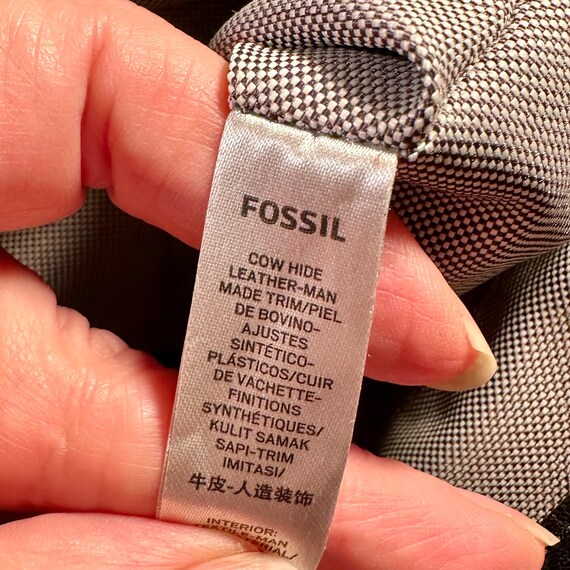 FOSSIL
COW HIDE
LEATHER-MAN
MADE TRIM/PIEL
DE BOVINO-
AJUSTES
SINTÉTICO-
PLÁSTICOS/CUIR
DE VACHETTE-
FINITIONS
SYNTHÉTIQUES/
KULIT SAMAK
SAPI-TRIM
IMITASI/
牛皮-人造装饰
INTERIOR: